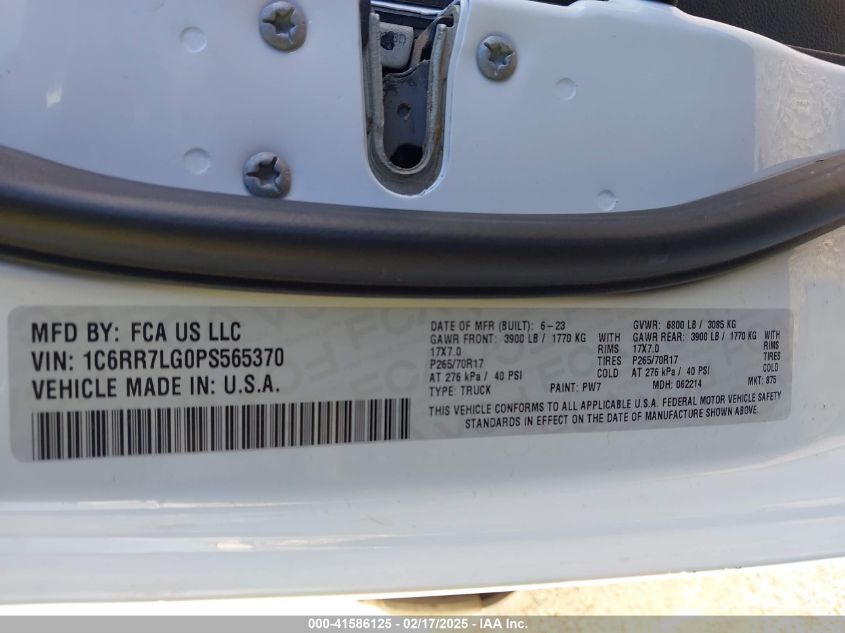 MFD BY: FCA US LLC
VIN: 1C6RR7LG0PS565370
VEHICLE MADE IN: U.S.A.
DATE OF MFR (BUILT): 6-23 GVWR: 6800 LB / 3085 KG
GAWR FRONT: 3900 LB / 1770 KG WITH GAWR REAR: 3900 LB / 1770 KG WITH
17X7.0 RIMS 17X7.0 RIMS
P265/70R17 TIRES P265/70R17 TIRES
AT 276 kPa / 40 PSI COLD AT 276 kPa / 40 PSI COLD
TYPE: TRUCK PAINT: PW7 MDH: 062214 MKT: 875
THIS VEHICLE CONFORMS TO ALL APPLICABLE U.S.A. FEDERAL MOTOR VEHICLE SAFETY
STANDARDS IN EFFECT ON THE DATE OF MANUFACTURE SHOWN ABOVE.
000-41586125 - 02/17/2025 - IAA Inc.